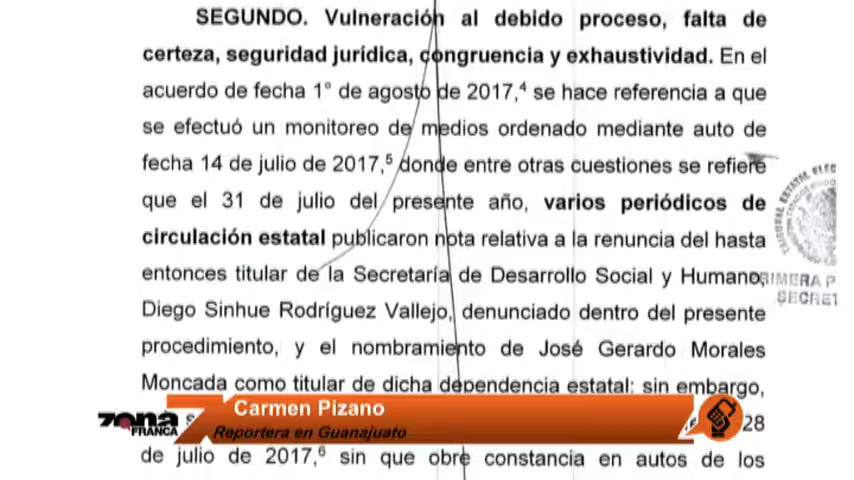 SEGUNDO. Vulneración al debido proceso, falta de
certeza, seguridad jurídica, congruencia y exhaustividad. En el
acuerdo de fecha 1° de agosto de 2017,⁴ se hace referencia a que
se efectuó un monitoreo de medios ordenado mediante auto de
fecha 14 de julio de 2017,⁵ donde entre otras cuestiones se refiere
que el 31 de julio del presente año, varios periódicos de
circulación estatal publicaron nota relativa a la renuncia del hasta
entonces titular de la Secretaría de Desarrollo Social y Humano,
Diego Sinhue Rodríguez Vallejo, denunciado dentro del presente
procedimiento, y el nombramiento de José Gerardo Morales
Moncada como titular de dicha dependencia estatal; sin embargo,
28
de julio de 2017,⁶ sin que obre constancia en autos de los
TRIBUNAL ESTATAL ELEC
PRIMERA P
SECRET
ZONA
FRANCA
Carmen Pizano
Reportera en Guanajuato